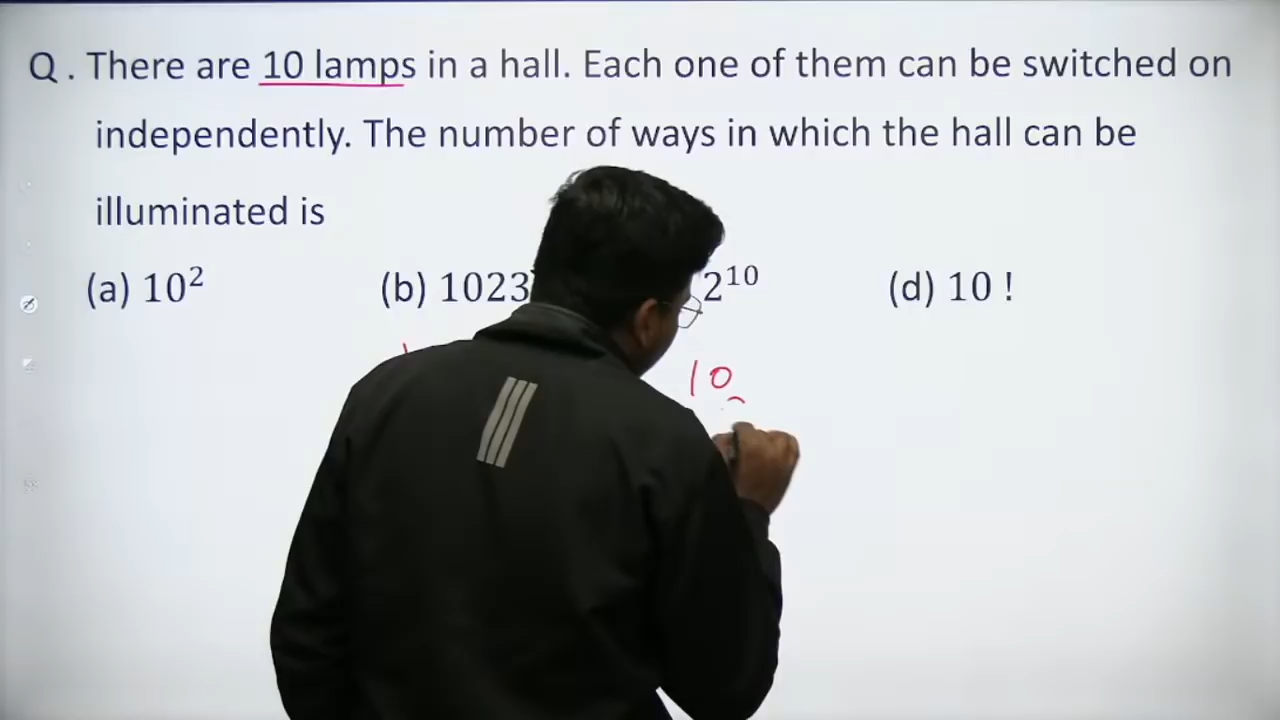 Q . There are 10 lamps in a hall. Each one of them can be switched on
independently. The number of ways in which the hall can be
illuminated is
(a) 10² (b) 1023 2¹⁰ (d) 10 !
10